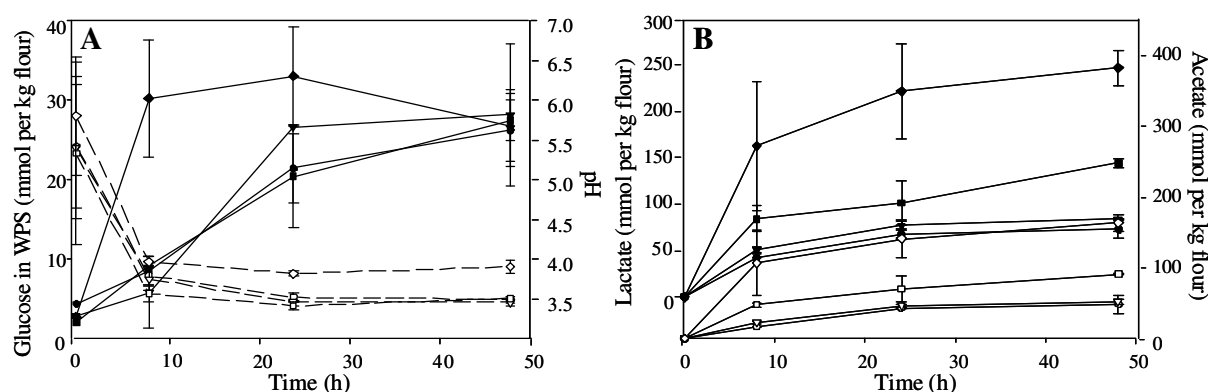 A
Glucose in WPS (mmol per kg flour)
40
30
20
10
0
7.0
6.5
6.0
5.5
5.0
4.5
4.0
3.5
pH
0 10 20 30 40 50
Time (h)
B
Lactate (mmol per kg flour)
300
250
200
150
100
50
0
400
300
200
100
0
Acetate (mmol per kg flour)
0 10 20 30 40 50
Time (h)